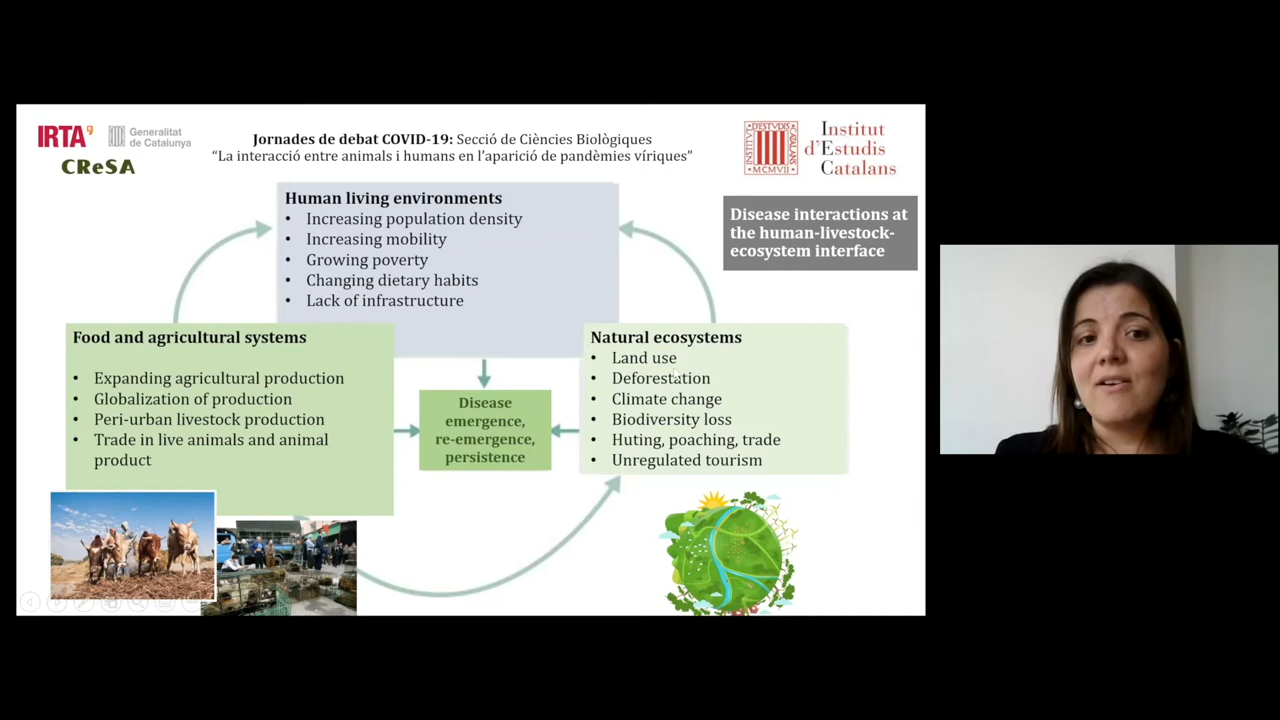 IRTA
Generalitat
de Catalunya
CReSA
Jornades de debat COVID-19: Secció de Ciències Biològiques
“La interacció entre animals i humans en l’aparició de pandèmies víriques”
D'ESTVDIS
CATALANS
INSTITVT
MCMVII
Institut
d’Estudis
Catalans
Human living environments
• Increasing population density
• Increasing mobility
• Growing poverty
• Changing dietary habits
• Lack of infrastructure
Disease interactions at
the human-livestock-
ecosystem interface
Food and agricultural systems
• Expanding agricultural production
• Globalization of production
• Peri-urban livestock production
• Trade in live animals and animal
product
Disease
emergence,
re-emergence,
persistence
Natural ecosystems
• Land use
• Deforestation
• Climate change
• Biodiversity loss
• Huting, poaching, trade
• Unregulated tourism